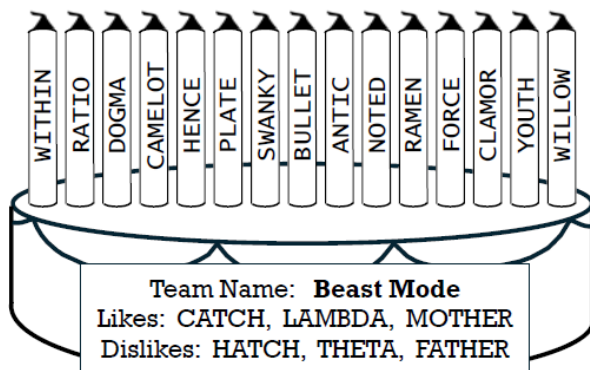 WITHIN
RATIO
DOGMA
CAMELOT
HENCE
PLATE
SWANKY
BULLET
ANTIC
NOTED
RAMEN
FORCE
CLAMOR
YOUTH
WILLOW
Team Name: Beast Mode
Likes: CATCH, LAMBDA, MOTHER
Dislikes: HATCH, THETA, FATHER